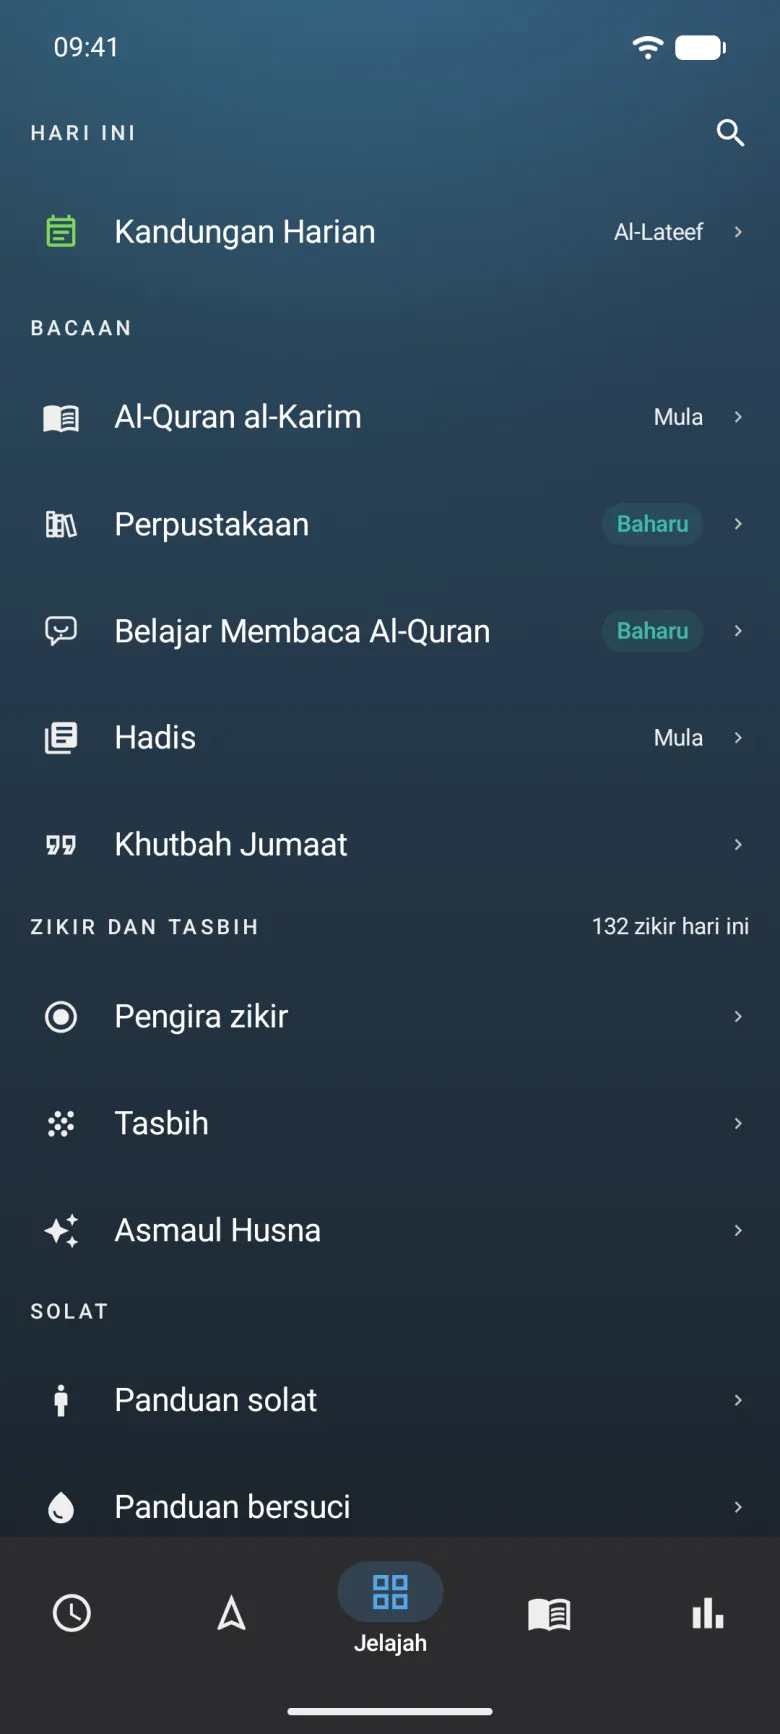 09:41
HARI INI
Kandungan Harian Al-Lateef
BACAAN
Al-Quran al-Karim Mula
Perpustakaan Baharu
Belajar Membaca Al-Quran Baharu
Hadis Mula
Khutbah Jumaat
ZIKIR DAN TASBIH 132 zikir hari ini
Pengira zikir
Tasbih
Asmaul Husna
SOLAT
Panduan solat
Panduan bersuci
Jelajah